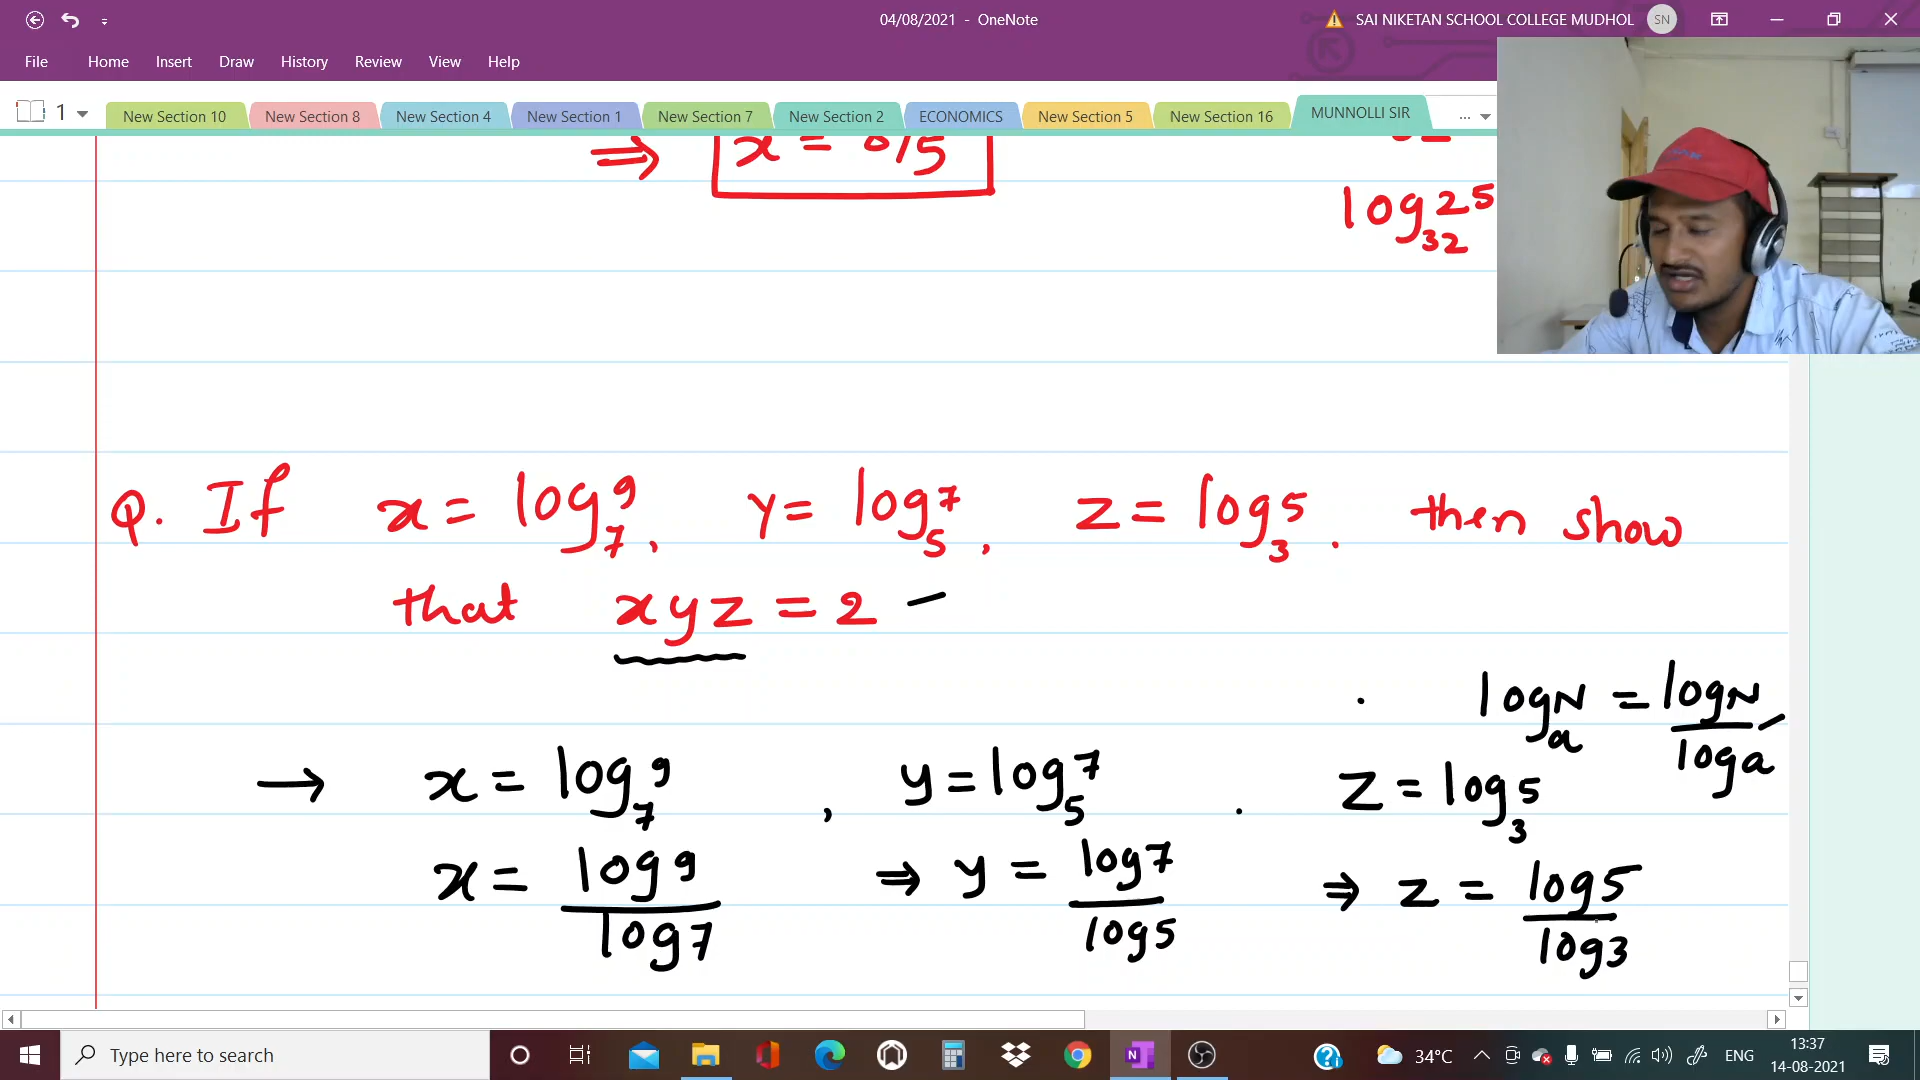 04/08/2021 - OneNote
SAI NIKETAN SCHOOL COLLEGE MUDHOL SN
File Home Insert Draw History Review View Help
1 New Section 10 New Section 8 New Section 4 New Section 1 New Section 7 New Section 2 ECONOMICS New Section 5 New Section 16 MUNNOLLI SIR ...
⇒ x = 8/5
log₃₂ 2⁵
Q. If x = log₇ 9, y = log₅ 7, z = log₃ 5. then show
that xyz = 2 –
logₐ N = log N / log a
→ x = log₇ 9, y = log₅ 7. z = log₃ 5
x = log 9 / log 7 ⇒ y = log 7 / log 5 ⇒ z = log 5 / log 3
Type here to search 34°C ENG 13:37
14-08-2021